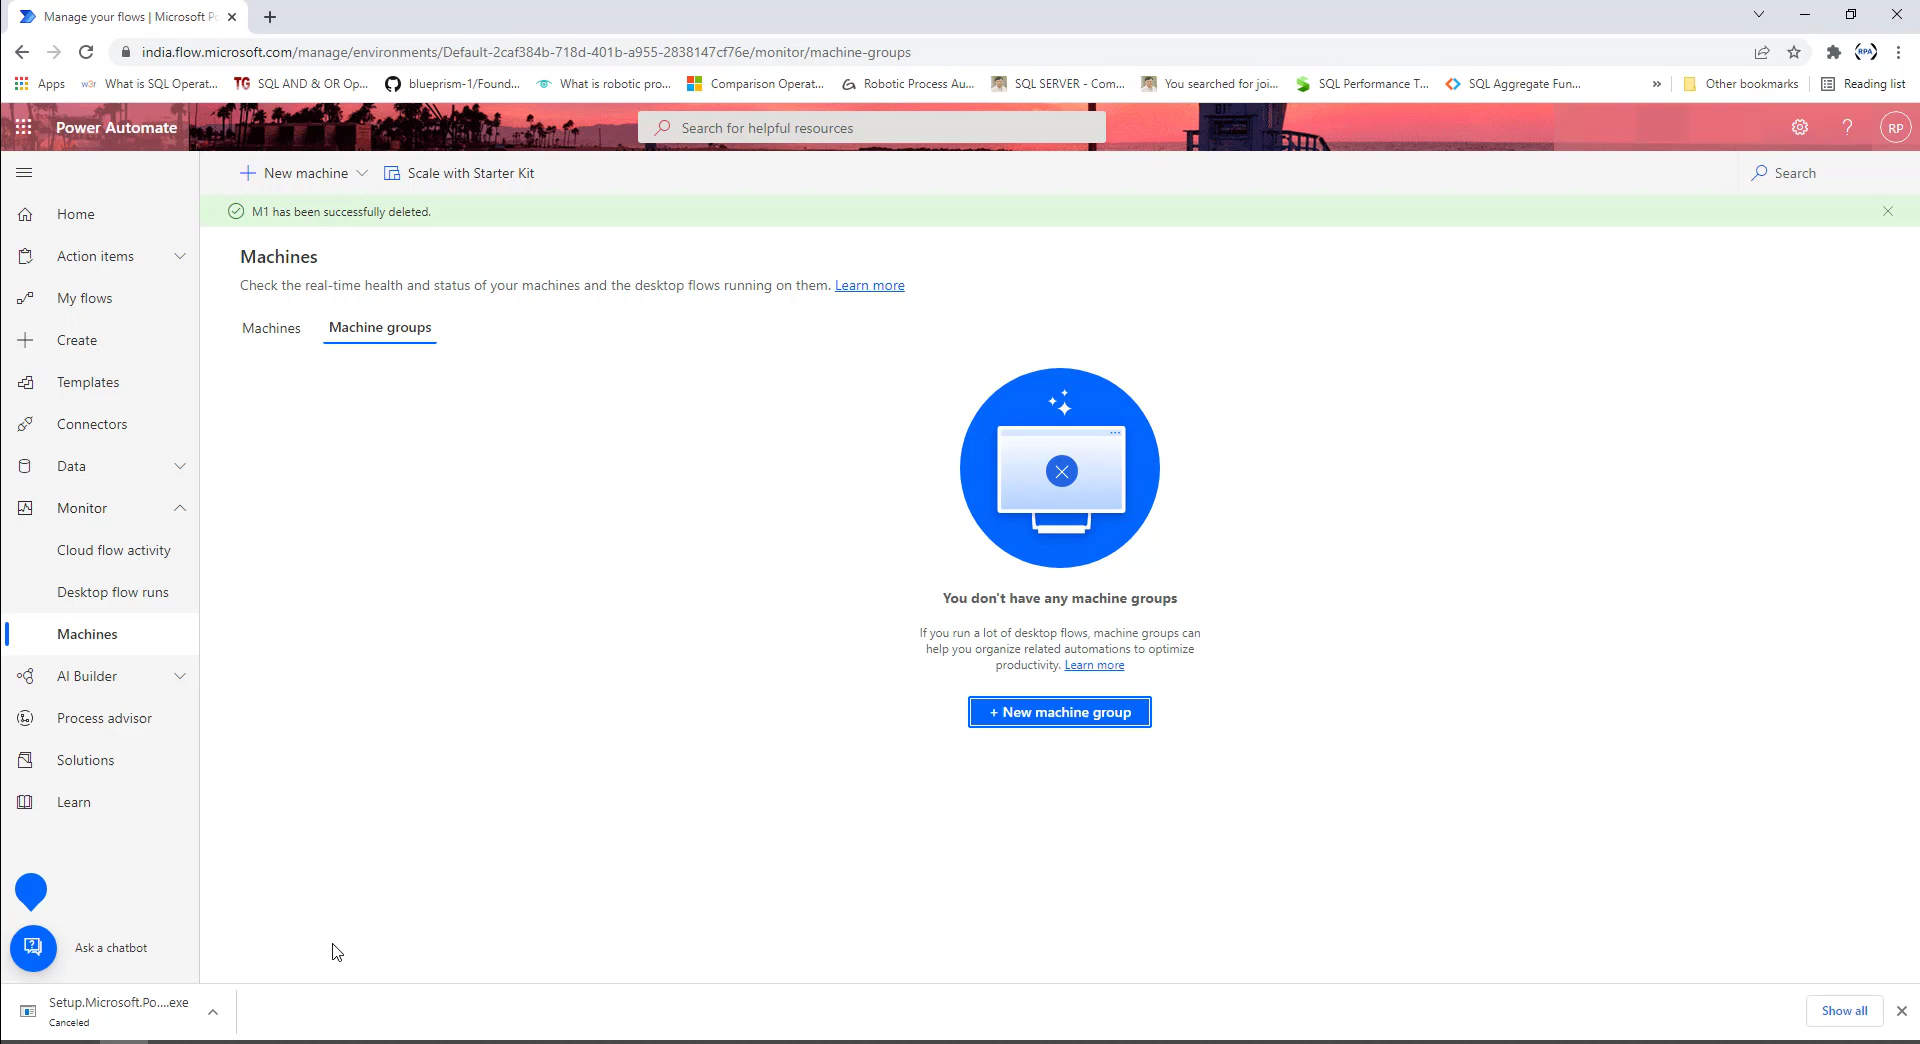 Manage your flows | Microsoft Po
india.flow.microsoft.com/manage/environments/Default-2caf384b-718d-401b-a955-2838147cf76e/monitor/machine-groups
RPA
Apps
w3r What is SQL Operat...
TG SQL AND & OR Op...
blueprism-1/Found...
What is robotic pro...
Comparison Operat...
Robotic Process Au...
SQL SERVER - Com...
You searched for joi...
SQL Performance T...
SQL Aggregate Fun...
»
Other bookmarks
Reading list
Power Automate
Search for helpful resources
?
RP
New machine
Scale with Starter Kit
Search
M1 has been successfully deleted.
Home
Action items
My flows
Create
Templates
Connectors
Data
Monitor
Cloud flow activity
Desktop flow runs
Machines
AI Builder
Process advisor
Solutions
Learn
Ask a chatbot
Machines
Check the real-time health and status of your machines and the desktop flows running on them. Learn more
Machines
Machine groups
You don't have any machine groups
If you run a lot of desktop flows, machine groups can
help you organize related automations to optimize
productivity. Learn more
+ New machine group
Setup.Microsoft.Po....exe
Canceled
Show all